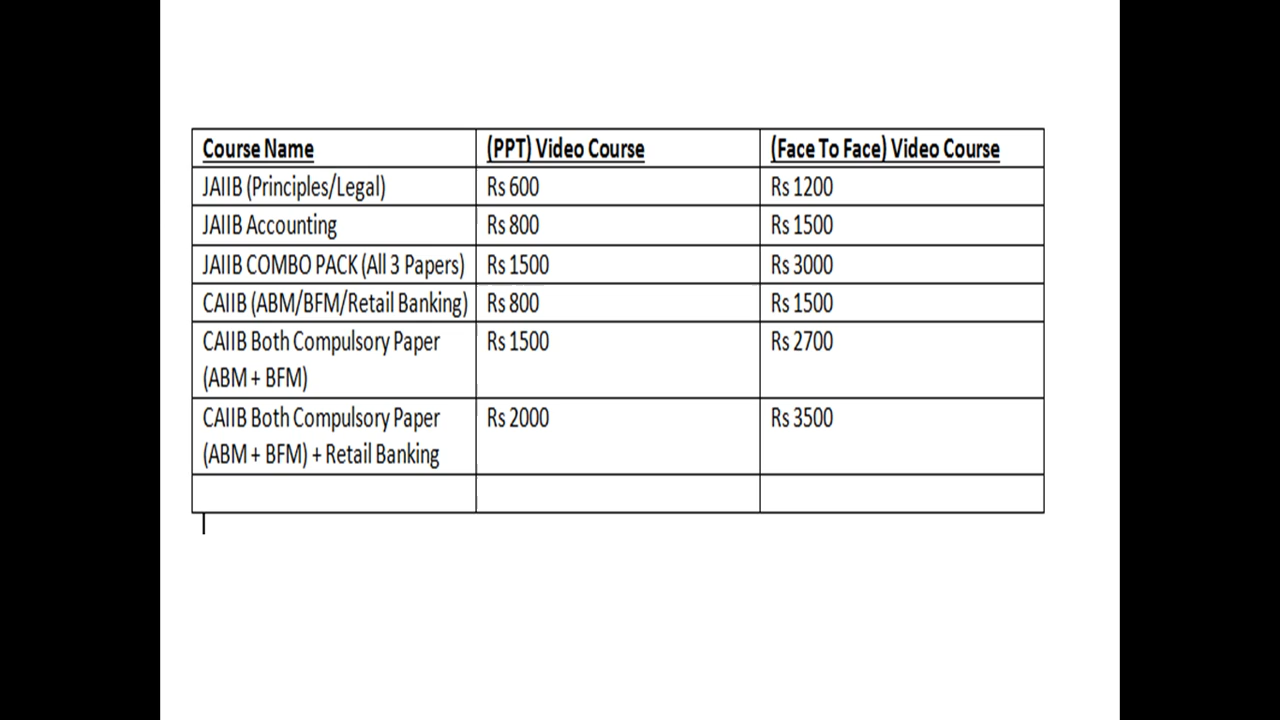 Course Name (PPT) Video Course (Face To Face) Video Course
JAIIB (Principles/Legal) Rs 600 Rs 1200
JAIIB Accounting Rs 800 Rs 1500
JAIIB COMBO PACK (All 3 Papers) Rs 1500 Rs 3000
CAIIB (ABM/BFM/Retail Banking) Rs 800 Rs 1500
CAIIB Both Compulsory Paper Rs 1500 Rs 2700
(ABM + BFM)
CAIIB Both Compulsory Paper Rs 2000 Rs 3500
(ABM + BFM) + Retail Banking